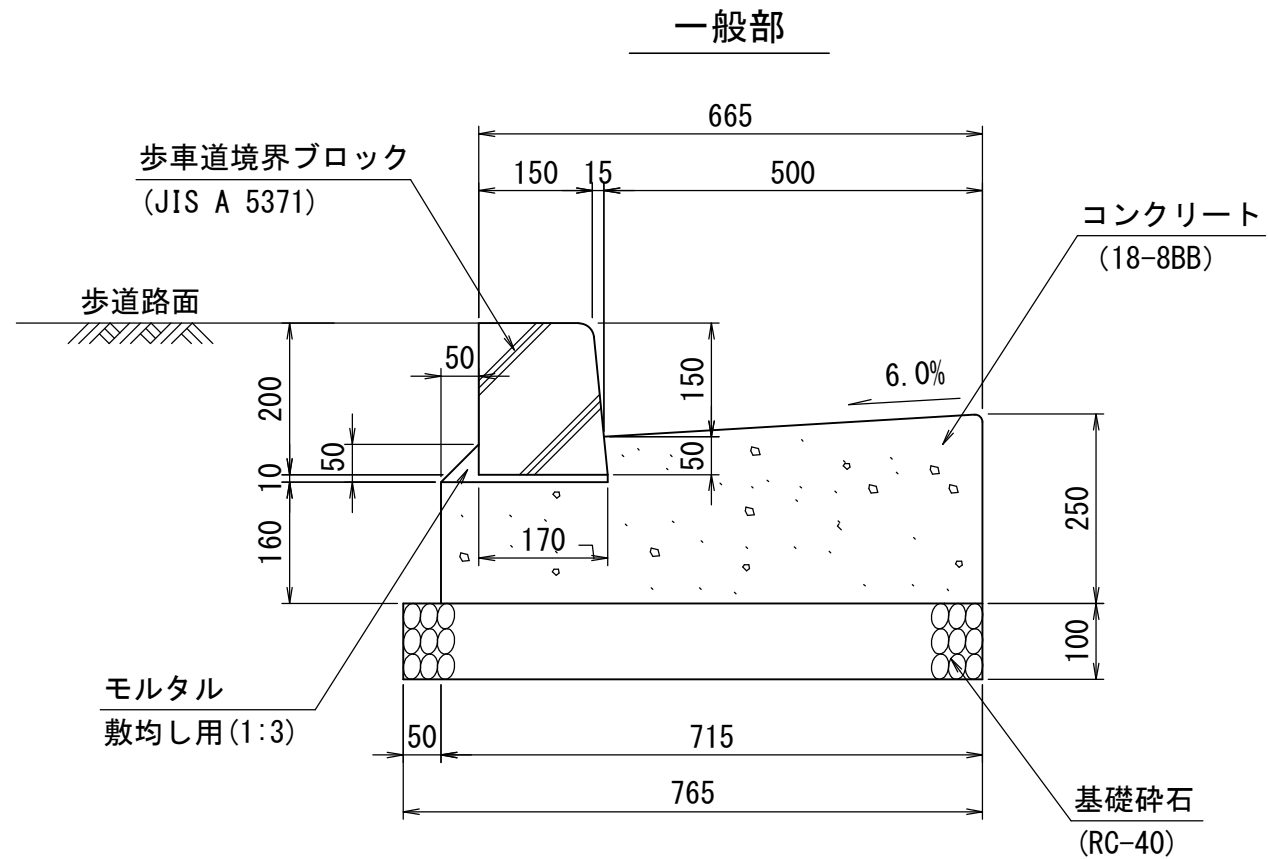 一般部
665
150
15
500
歩車道境界ブロック
(JIS A 5371)
コンクリート
(18-8BB)
歩道路面
50
150
6.0%
200
50
50
10
250
160
170
100
モルタル
敷均し用(1:3)
50
715
765
基礎砕石
(RC-40)